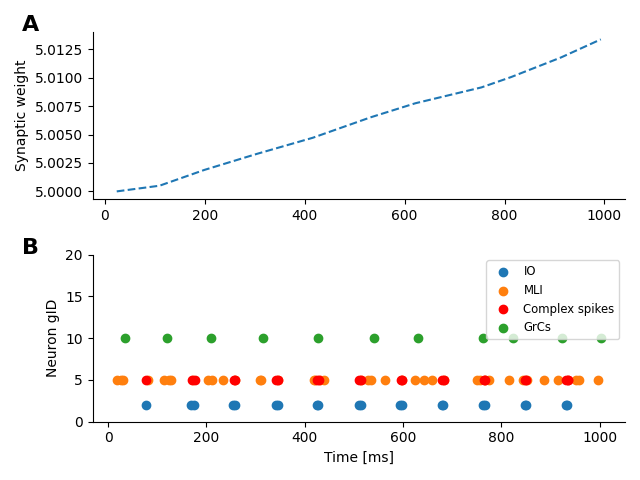 A
Synaptic weight
5.0125
5.0100
5.0075
5.0050
5.0025
5.0000
0 200 400 600 800 1000
B
Neuron gID
20
15
10
5
0
IO
MLI
Complex spikes
GrCs
0 200 400 600 800 1000
Time [ms]